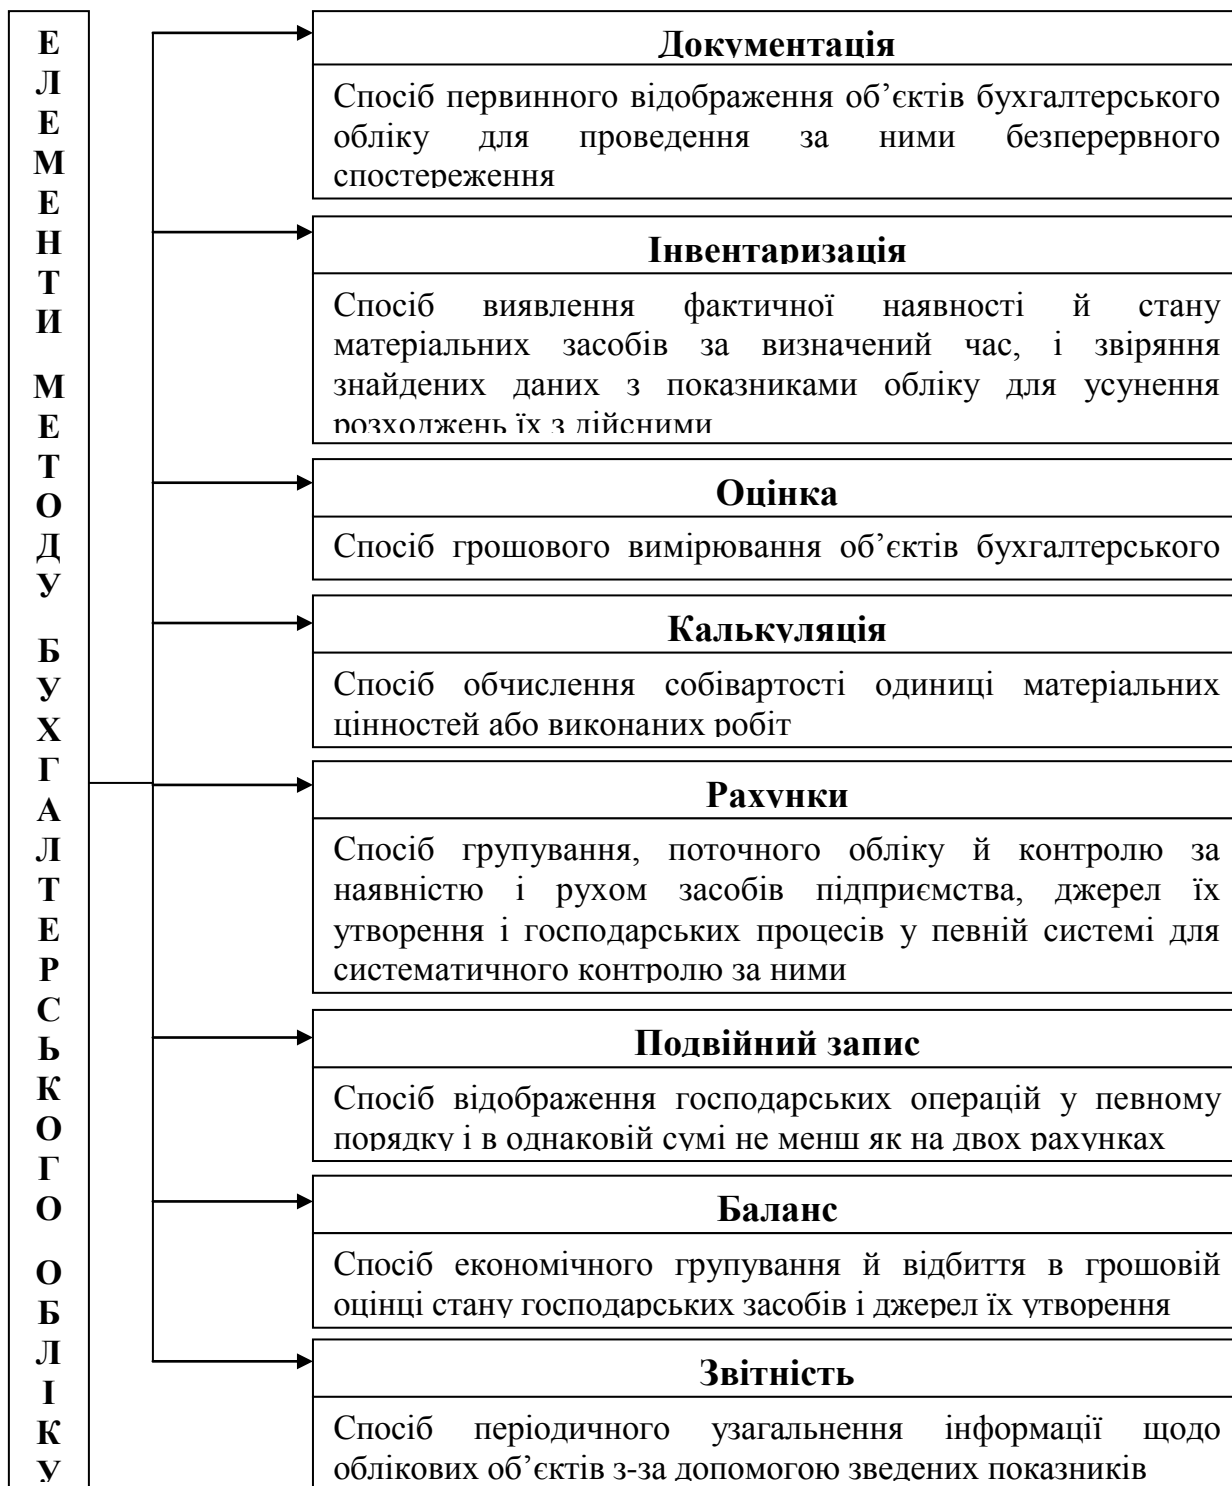 ЕЛЕМЕНТИ МЕТОДУ БУХГАЛТЕРСЬКОГО ОБЛІКУ
Документація
Спосіб первинного відображення об’єктів бухгалтерського
обліку для проведення за ними безперервного
спостереження
Інвентаризація
Спосіб виявлення фактичної наявності й стану
матеріальних засобів за визначений час, і звіряння
знайдених даних з показниками обліку для усунення
розходжень їх з дійсними
Оцінка
Спосіб грошового вимірювання об’єктів бухгалтерського
Калькуляція
Спосіб обчислення собівартості одиниці матеріальних
цінностей або виконаних робіт
Рахунки
Спосіб групування, поточного обліку й контролю за
наявністю і рухом засобів підприємства, джерел їх
утворення і господарських процесів у певній системі для
систематичного контролю за ними
Подвійний запис
Спосіб відображення господарських операцій у певному
порядку і в однаковій сумі не менш як на двох рахунках
Баланс
Спосіб економічного групування й відбиття в грошовій
оцінці стану господарських засобів і джерел їх утворення
Звітність
Спосіб періодичного узагальнення інформації щодо
облікових об’єктів з-за допомогою зведених показників